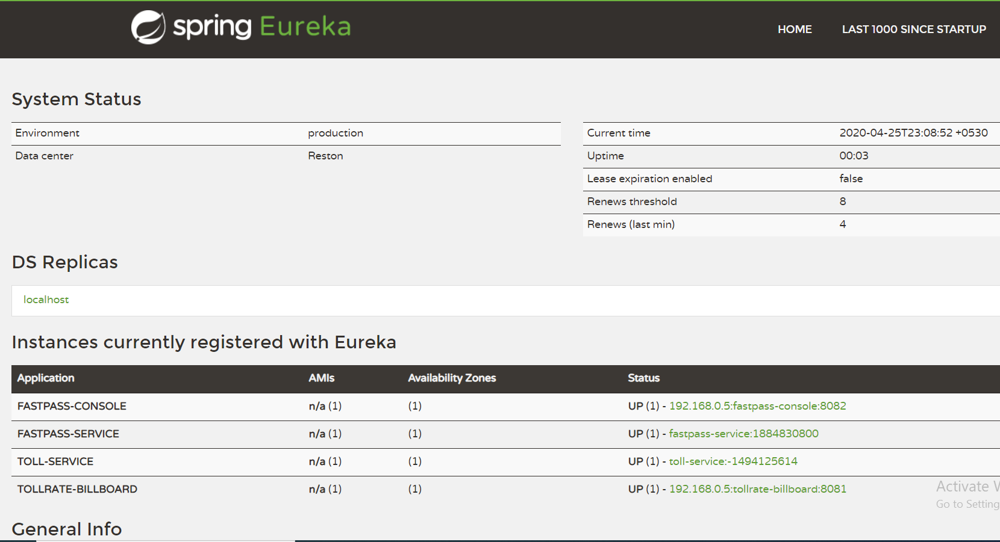 spring Eureka
HOME LAST 1000 SINCE STARTUP
System Status
Environment production
Data center Reston
Current time 2020-04-25T23:08:52 +0530
Uptime 00:03
Lease expiration enabled false
Renews threshold 8
Renews (last min) 4
DS Replicas
localhost
Instances currently registered with Eureka
Application AMIs Availability Zones Status
FASTPASS-CONSOLE n/a (1) (1) UP (1) - 192.168.0.5:fastpass-console:8082
FASTPASS-SERVICE n/a (1) (1) UP (1) - fastpass-service:1884830800
TOLL-SERVICE n/a (1) (1) UP (1) - toll-service:-1494125614
TOLLRATE-BILLBOARD n/a (1) (1) UP (1) - 192.168.0.5:tollrate-billboard:8081
Activate W
Go to Setting
General Info